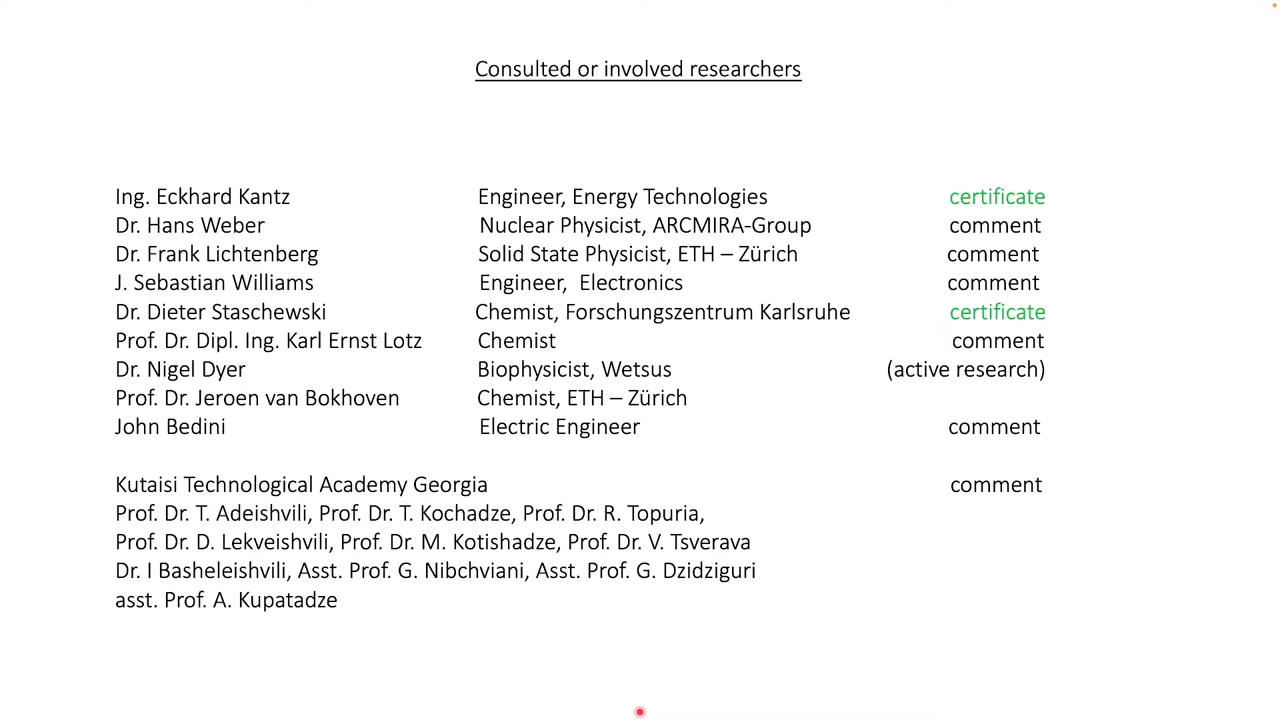 Consulted or involved researchers
Ing. Eckhard Kantz Engineer, Energy Technologies certificate
Dr. Hans Weber Nuclear Physicist, ARCMIRA-Group comment
Dr. Frank Lichtenberg Solid State Physicist, ETH – Zürich comment
J. Sebastian Williams Engineer, Electronics comment
Dr. Dieter Staschewski Chemist, Forschungszentrum Karlsruhe certificate
Prof. Dr. Dipl. Ing. Karl Ernst Lotz Chemist comment
Dr. Nigel Dyer Biophysicist, Wetsus (active research)
Prof. Dr. Jeroen van Bokhoven Chemist, ETH – Zürich
John Bedini Electric Engineer comment
Kutaisi Technological Academy Georgia comment
Prof. Dr. T. Adeishvili, Prof. Dr. T. Kochadze, Prof. Dr. R. Topuria,
Prof. Dr. D. Lekveishvili, Prof. Dr. M. Kotishadze, Prof. Dr. V. Tsverava
Dr. I Basheleishvili, Asst. Prof. G. Nibchviani, Asst. Prof. G. Dzidziguri
asst. Prof. A. Kupatadze